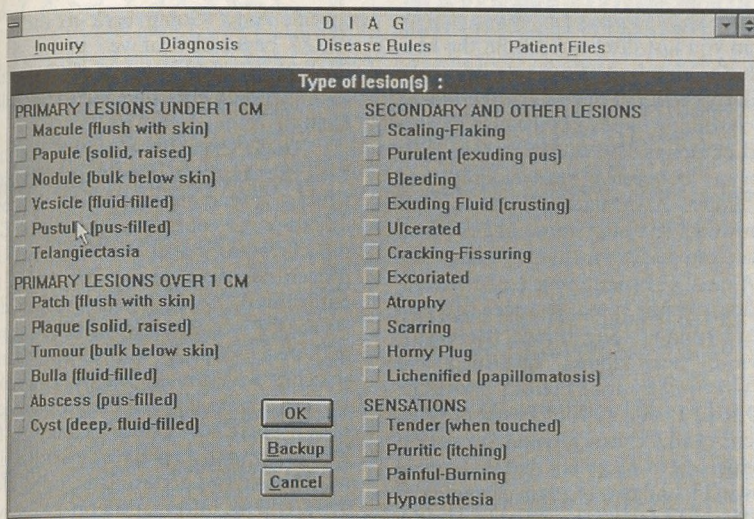 D I A G
Inquiry Diagnosis Disease Rules Patient Files
Type of lesion(s) :
PRIMARY LESIONS UNDER 1 CM
Macule (flush with skin)
Papule (solid, raised)
Nodule (bulk below skin)
Vesicle (fluid-filled)
Pustul (pus-filled)
Telangiectasia
PRIMARY LESIONS OVER 1 CM
Patch (flush with skin)
Plaque (solid, raised)
Tumour (bulk below skin)
Bulla (fluid-filled)
Abscess (pus-filled)
Cyst (deep, fluid-filled)
OK
Backup
Cancel
SECONDARY AND OTHER LESIONS
Scaling-Flaking
Purulent (exuding pus)
Bleeding
Exuding Fluid (crusting)
Ulcerated
Cracking-Fissuring
Excoriated
Atrophy
Scarring
Horny Plug
Lichenified (papillomatosis)
SENSATIONS
Tender (when touched)
Pruritic (itching)
Painful-Burning
Hypoesthesia